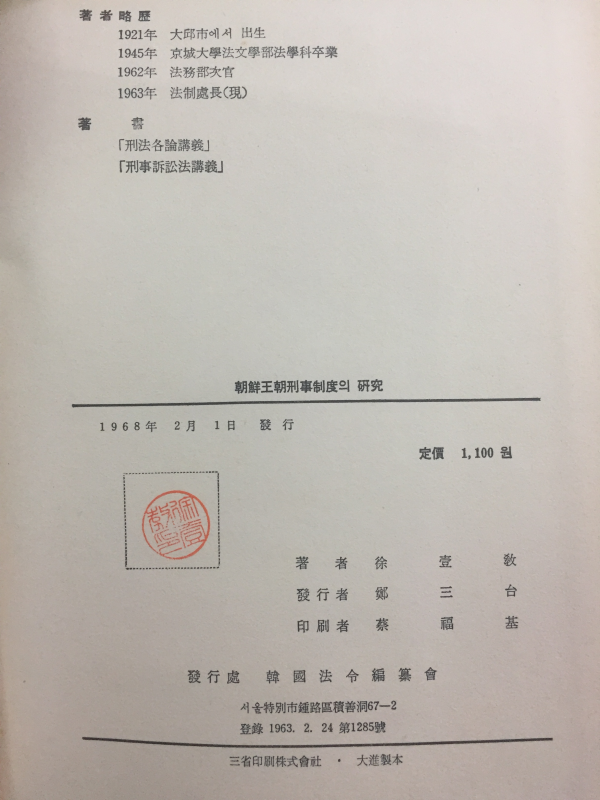 著者略歷
1921年 大邱市에서 出生
1945年 京城大學法文學部法學科卒業
1962年 法務部次官
1963年 法制處長(現)
著 書
「刑法各論講義」
「刑事訴訟法講義」
朝鮮王朝刑事制度의 硏究
1968年 2月 1日 發行
定價 1,100 원
著者 徐壹敎
發行者 鄭三台
印刷者 蔡福基
發行處 韓國法令編纂會
서울特別市鍾路區積善洞67—2
登錄 1963. 2. 24 第1285號
三省印刷株式會社 · 大進製本